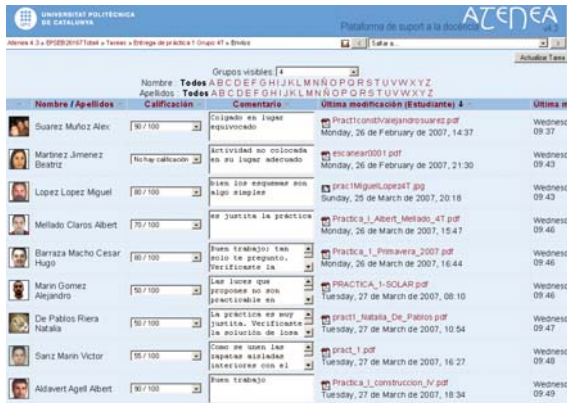 UNIVERSITAT POLITÈCNICA
DE CATALUNYA
Plataforma de suport a la docència
ATENEA
v4.3
Atenea 4.3 » EPSEB26167Tote4 » Tareas » Entrega de práctica 1 Grupo 4T » Envíos
Saltar a...
Actualizar Tarea
Grupos visibles: 4
Nombre : Todos A B C D E F G H I J K L M N Ñ O P Q R S T U V W X Y Z
Apellidos : Todos A B C D E F G H I J K L M N Ñ O P Q R S T U V W X Y Z
Nombre / Apellidos Calificación Comentario Última modificación (Estudiante) Última m
Suarez Muñoz Alex
90 / 100
Colgado en lugar
equivocado
Pract1constIValejandrosuarez.pdf
Monday, 26 de February de 2007, 14:37
Wednesd
09:37
Martinez Jimenez
Beatriz
No hay calificación
Actividad no colocada
en su lugar adecuado
escanear0001.pdf
Monday, 26 de February de 2007, 21:30
Wednesd
09:43
Lopez Lopez Miguel
80 / 100
bien los esquemas son
algo simples
prac1MiguelLopez4T.jpg
Sunday, 25 de March de 2007, 20:18
Wednesd
09:43
Mellado Claros Albert
70 / 100
es justita la práctica
Practica_I_Albert_Mellado_4T.pdf
Monday, 26 de March de 2007, 15:47
Wednesd
09:46
Barraza Macho Cesar
Hugo
80 / 100
Buen trabajo; tan
solo te pregunto.
Verificaste la
Practica_1_Primavera_2007.pdf
Monday, 26 de March de 2007, 16:44
Wednesd
09:46
Marin Gomez
Alejandro
50 / 100
Las luces que
propones no son
practicable en
PRACTICA_1-SOLAR.pdf
Tuesday, 27 de March de 2007, 08:10
Wednesd
09:46
De Pablos Riera
Natalia
50 / 100
La práctica es muy
justita. Verificaste
la solución de losa
pract1_Natalia_De_Pablos.pdf
Tuesday, 27 de March de 2007, 10:54
Wednesd
09:47
Sanz Marin Victor
55 / 100
Como se unen las
zapatas aisladas
interiores con el
pract_1.pdf
Tuesday, 27 de March de 2007, 16:27
Wednesd
09:48
Aldavert Agell Albert
90 / 100
Buen trabajo
Practica_I_construccion_IV.pdf
Tuesday, 27 de March de 2007, 18:34
Wednesd
09:49